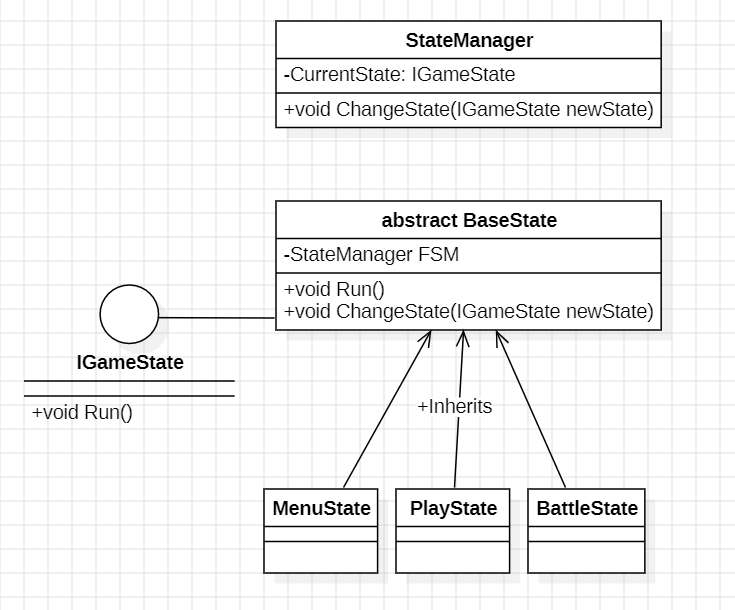 StateManager
-CurrentState: IGameState
+void ChangeState(IGameState newState)
abstract BaseState
-StateManager FSM
+void Run()
+void ChangeState(IGameState newState)
IGameState
+void Run()
+Inherits
MenuState
PlayState
BattleState